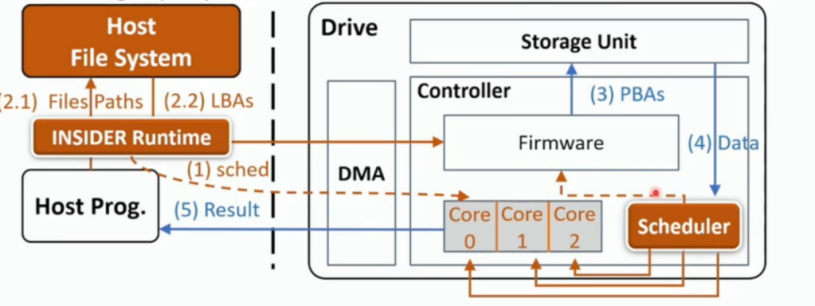 Host
File System
(2.1) Files Paths
(2.2) LBAs
INSIDER Runtime
(1) sched
Host Prog.
(5) Result
Drive
Storage Unit
Controller
(3) PBAs
Firmware
(4) Data
DMA
Core
0
Core
1
Core
2
Scheduler